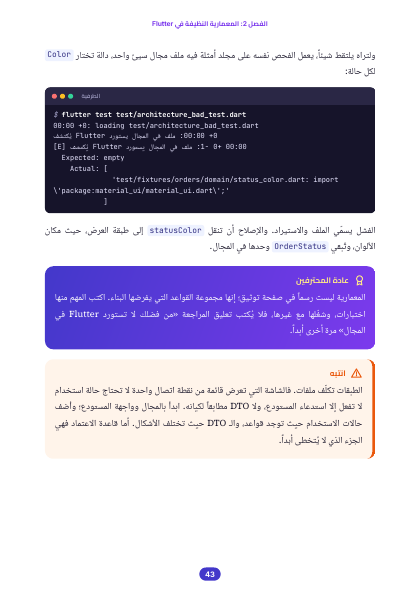 الفصل 2: المعمارية النظيفة في Flutter
ولتراه يلتقط شيئاً، يعمل الفحص نفسه على مجلد أمثلة فيه ملف مجال سيئ واحد، دالة تختار Color
لكل حالة:
الطرفية
$ flutter test test/architecture_bad_test.dart
00:00 +0: loading test/architecture_bad_test.dart
00:00 +0: ملف في المجال يستورد Flutter يُكتشف
00:00 +0 -1: ملف في المجال يستورد Flutter يُكتشف [E]
Expected: empty
Actual: [
'test/fixtures/orders/domain/status_color.dart: import
\'package:material_ui/material_ui.dart\';'
]
الفشل يسمّي الملف والاستيراد. والإصلاح أن تنقل statusColor إلى طبقة العرض، حيث مكان
الألوان، وتُبقي OrderStatus وحدها في المجال.
عادة المحترفين
المعمارية ليست رسماً في صفحة توثيق؛ إنها مجموعة القواعد التي يفرضها البناء. اكتب المهم منها
اختبارات، وشغّلها مع غيرها، فلا يُكتب تعليق المراجعة «من فضلك لا تستورد Flutter في
المجال» مرة أخرى أبداً.
انتبه
الطبقات تكلّف ملفات. فالشاشة التي تعرض قائمة من نقطة اتصال واحدة لا تحتاج حالة استخدام
لا تفعل إلا استدعاء المستودع، ولا DTO مطابقاً لكيانه. ابدأ بالمجال وواجهة المستودع؛ وأضف
حالات الاستخدام حيث توجد قواعد، والـ DTO حيث تختلف الأشكال. أما قاعدة الاعتماد فهي
الجزء الذي لا يُتخطى أبداً.
43